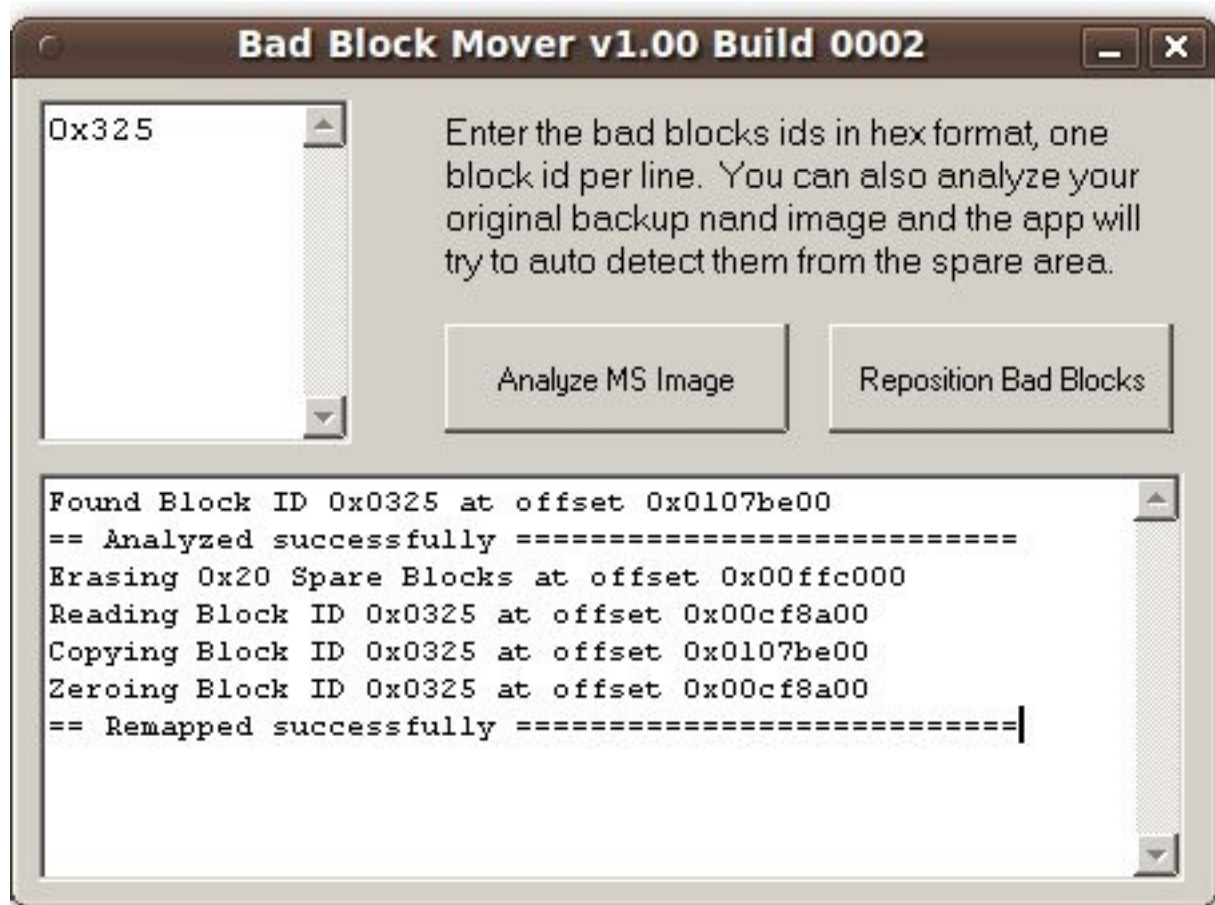 Bad Block Mover v1.00 Build 0002
0x325
Enter the bad blocks ids in hex format, one
block id per line. You can also analyze your
original backup nand image and the app will
try to auto detect them from the spare area.
Analyze MS Image
Reposition Bad Blocks
Found Block ID 0x0325 at offset 0x0107be00
== Analyzed successfully ===========================
Erasing 0x20 Spare Blocks at offset 0x00ffc000
Reading Block ID 0x0325 at offset 0x00cf8a00
Copying Block ID 0x0325 at offset 0x0107be00
Zeroing Block ID 0x0325 at offset 0x00cf8a00
== Remapped successfully ===========================